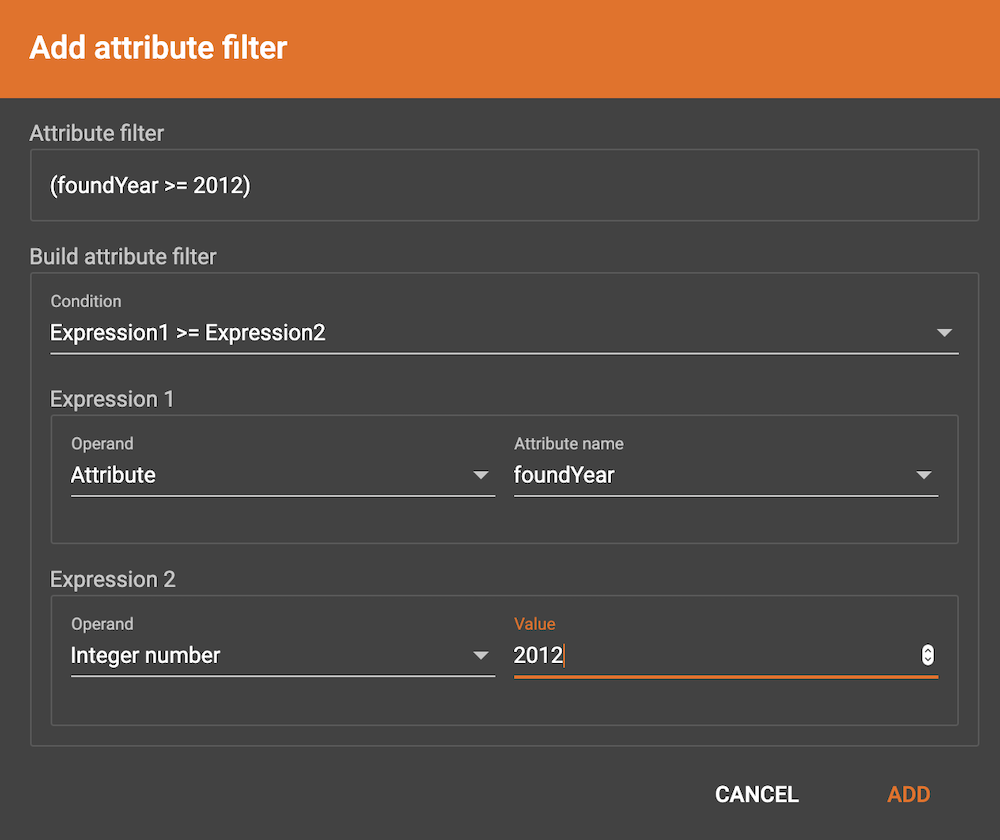 Add attribute filter
Attribute filter
(foundYear >= 2012)
Build attribute filter
Condition
Expression1 >= Expression2
Expression 1
Operand
Attribute name
Attribute
foundYear
Expression 2
Operand
Value
Integer number
2012
CANCEL
ADD